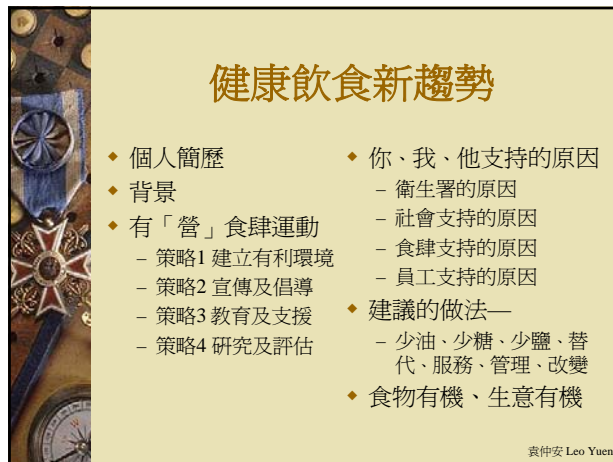 健康飲食新趨勢
個人簡歷
背景
有「營」食肆運動
– 策略1 建立有利環境
– 策略2 宣傳及倡導
– 策略3 教育及支援
– 策略4 研究及評估
你、我、他支持的原因
– 衛生署的原因
– 社會支持的原因
– 食肆支持的原因
– 員工支持的原因
建議的做法—
– 少油、少糖、少鹽、替
代、服務、管理、改變
食物有機、生意有機
袁仲安 Leo Yuen